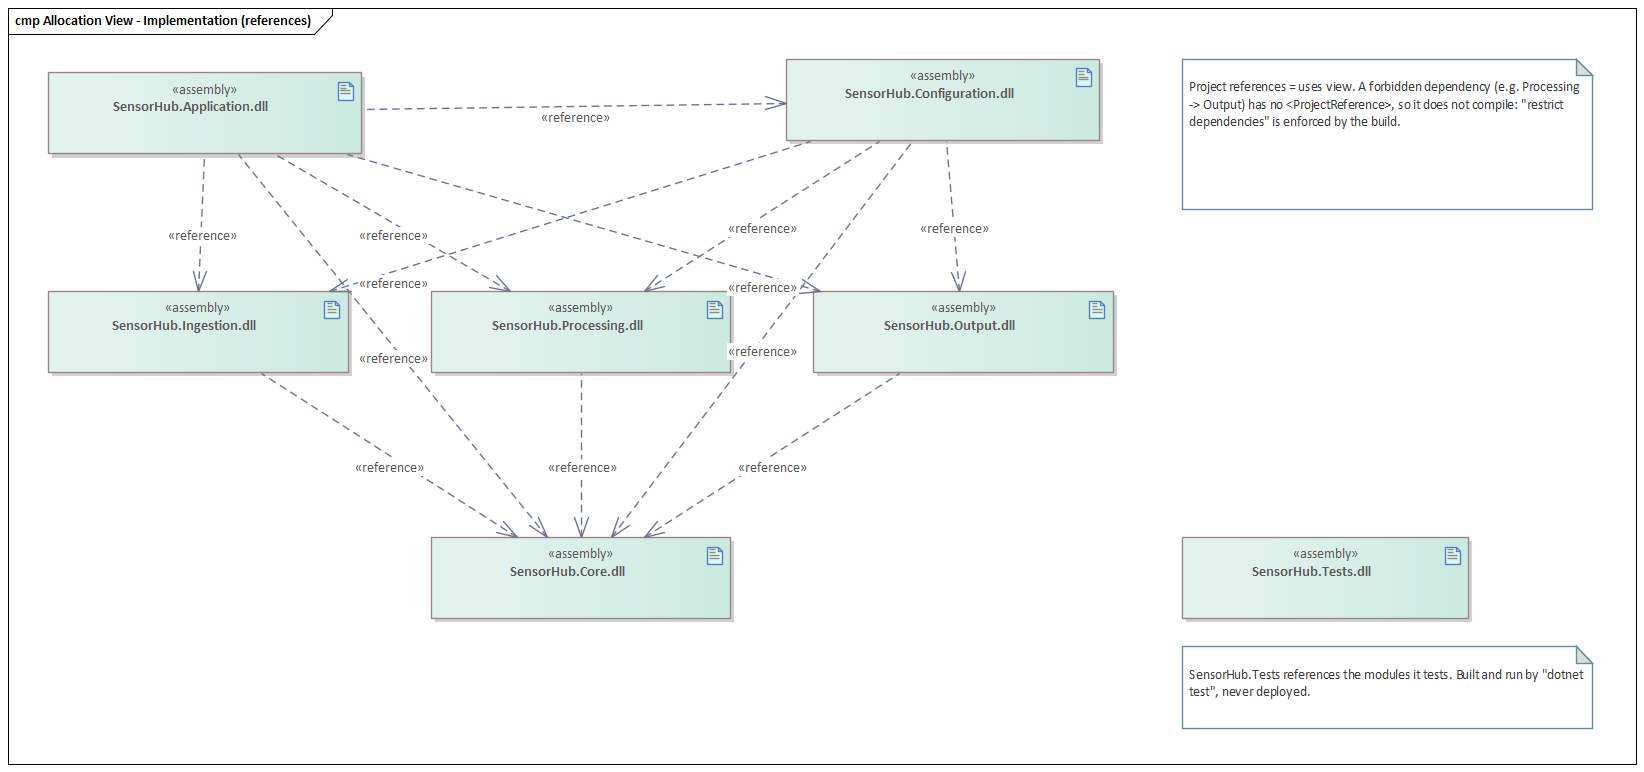 cmp Allocation View - Implementation (references)
«assembly»
SensorHub.Application.dll
«assembly»
SensorHub.Configuration.dll
Project references = uses view. A forbidden dependency (e.g. Processing
-> Output) has no <ProjectReference>, so it does not compile: "restrict
dependencies" is enforced by the build.
«reference»
«reference»
«reference»
«reference»
«reference»
«reference»
«reference»
«assembly»
SensorHub.Ingestion.dll
«assembly»
SensorHub.Processing.dll
«assembly»
SensorHub.Output.dll
«reference»
«reference»
«reference»
«reference»
«reference»
«assembly»
SensorHub.Core.dll
«assembly»
SensorHub.Tests.dll
SensorHub.Tests references the modules it tests. Built and run by "dotnet
test", never deployed.